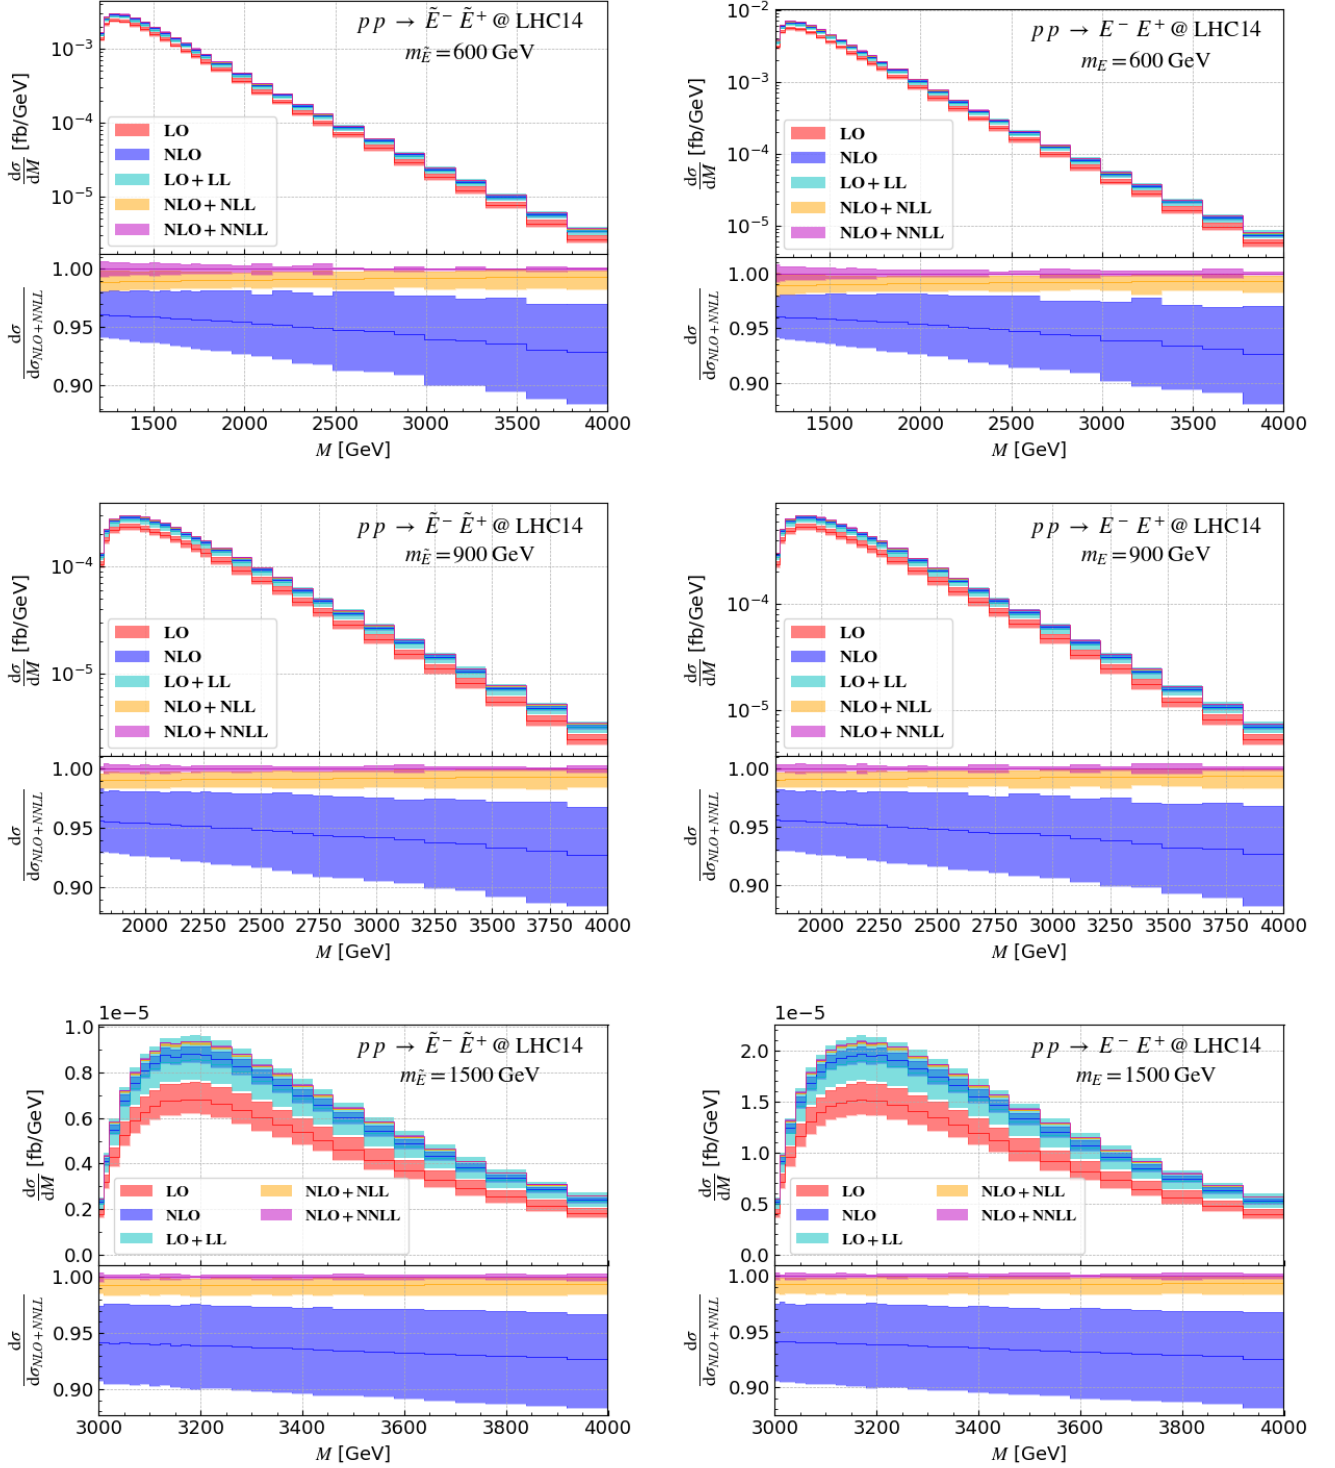 p p → Ẽ⁻ Ẽ⁺ @ LHC14
m_Ẽ = 600 GeV
dσ/dM [fb/GeV]
10⁻³
10⁻⁴
10⁻⁵
LO
NLO
LO+LL
NLO+NLL
NLO+NNLL
dσ/dσ_NLO+NNLL
1.00
0.95
0.90
1500 2000 2500 3000 3500 4000
M [GeV]
p p → E⁻ E⁺ @ LHC14
m_E = 600 GeV
dσ/dM [fb/GeV]
10⁻²
10⁻³
10⁻⁴
10⁻⁵
LO
NLO
LO+LL
NLO+NLL
NLO+NNLL
dσ/dσ_NLO+NNLL
1.00
0.95
0.90
1500 2000 2500 3000 3500 4000
M [GeV]
p p → Ẽ⁻ Ẽ⁺ @ LHC14
m_Ẽ = 900 GeV
dσ/dM [fb/GeV]
10⁻⁴
10⁻⁵
LO
NLO
LO+LL
NLO+NLL
NLO+NNLL
dσ/dσ_NLO+NNLL
1.00
0.95
0.90
2000 2250 2500 2750 3000 3250 3500 3750 4000
M [GeV]
p p → E⁻ E⁺ @ LHC14
m_E = 900 GeV
dσ/dM [fb/GeV]
10⁻⁴
10⁻⁵
LO
NLO
LO+LL
NLO+NLL
NLO+NNLL
dσ/dσ_NLO+NNLL
1.00
0.95
0.90
2000 2250 2500 2750 3000 3250 3500 3750 4000
M [GeV]
1e−5
p p → Ẽ⁻ Ẽ⁺ @ LHC14
m_Ẽ = 1500 GeV
dσ/dM [fb/GeV]
1.0
0.8
0.6
0.4
0.2
0.0
LO NLO+NLL
NLO NLO+NNLL
LO+LL
dσ/dσ_NLO+NNLL
1.00
0.95
0.90
3000 3200 3400 3600 3800 4000
M [GeV]
1e−5
p p → E⁻ E⁺ @ LHC14
m_E = 1500 GeV
dσ/dM [fb/GeV]
2.0
1.5
1.0
0.5
0.0
LO NLO+NLL
NLO NLO+NNLL
LO+LL
dσ/dσ_NLO+NNLL
1.00
0.95
0.90
3000 3200 3400 3600 3800 4000
M [GeV]